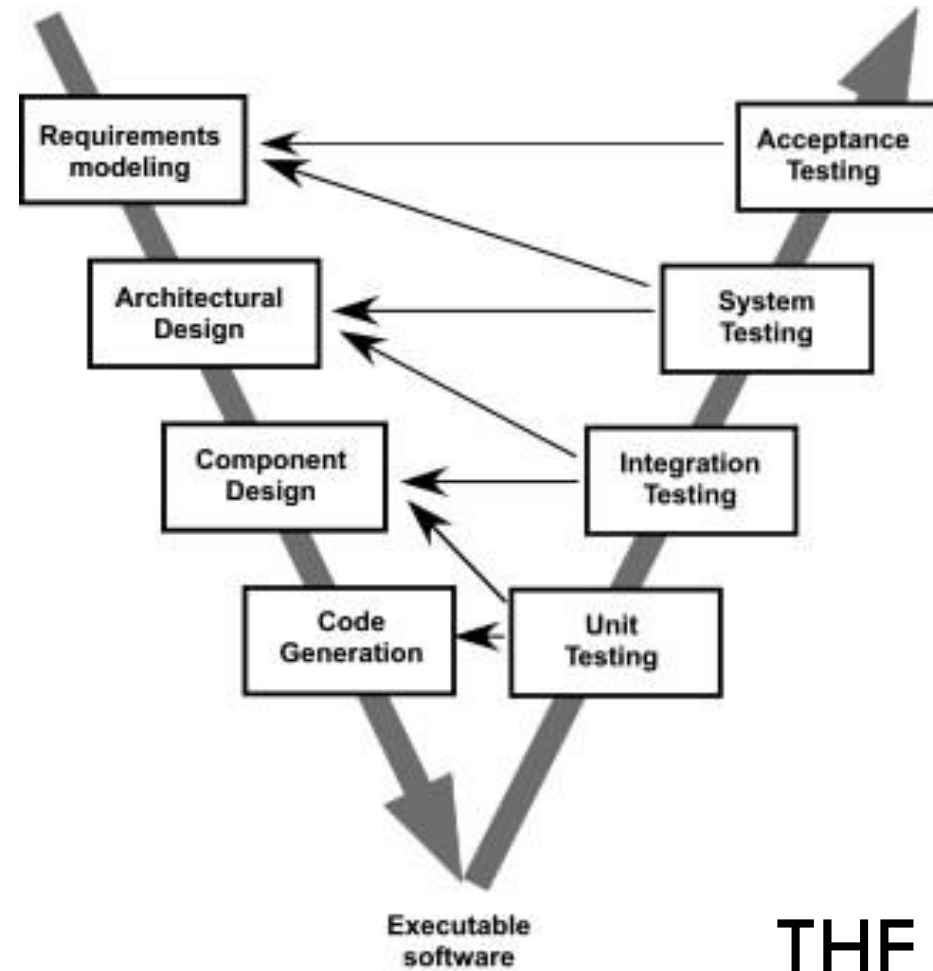 Requirements
modeling
Acceptance
Testing
Architectural
Design
System
Testing
Component
Design
Integration
Testing
Code
Generation
Unit
Testing
Executable
software
THF